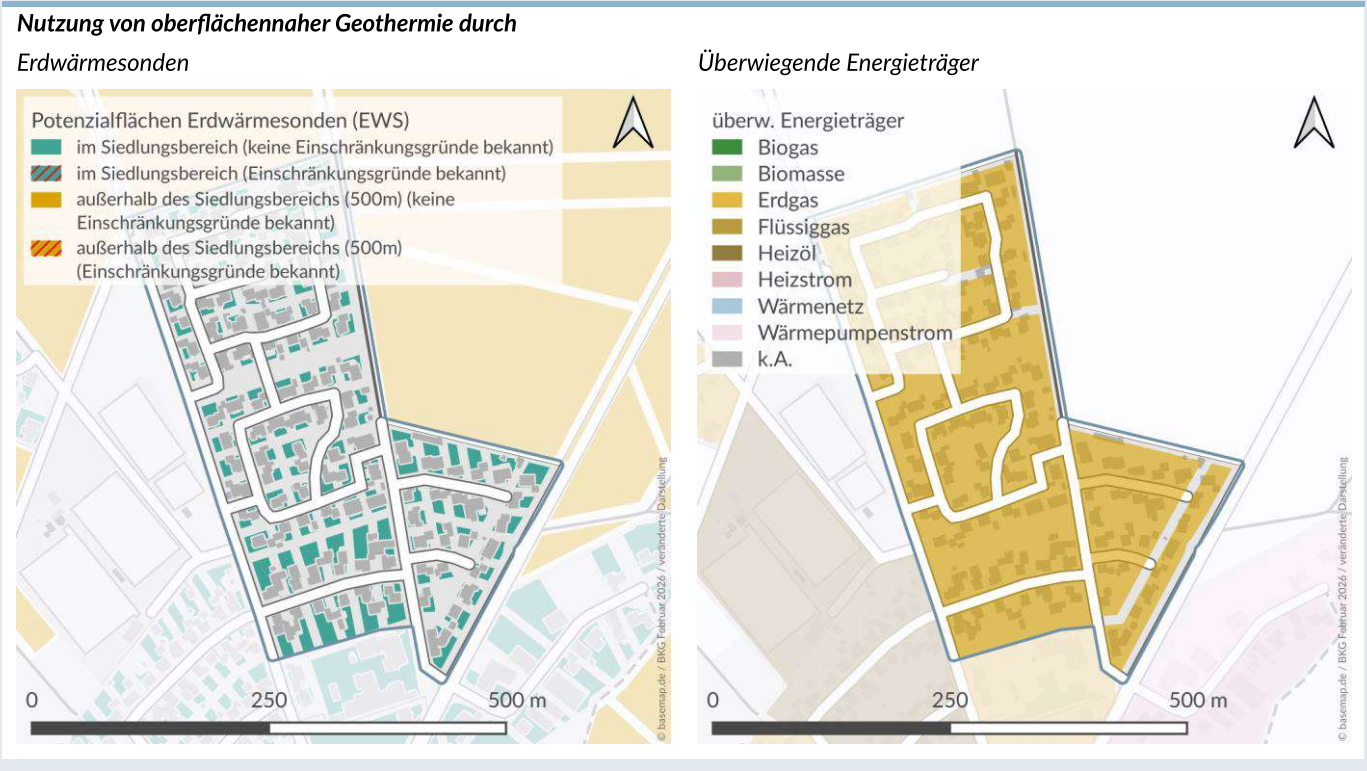 Nutzung von oberflächennaher Geothermie durch
Erdwärmesonden
Potenzialflächen Erdwärmesonden (EWS)
im Siedlungsbereich (keine Einschränkungsgründe bekannt)
im Siedlungsbereich (Einschränkungsgründe bekannt)
außerhalb des Siedlungsbereichs (500m) (keine
Einschränkungsgründe bekannt)
außerhalb des Siedlungsbereichs (500m)
(Einschränkungsgründe bekannt)
0 250 500 m
© basemap.de / BKG Februar 2026 / veränderte Darstellung
Überwiegende Energieträger
überw. Energieträger
Biogas
Biomasse
Erdgas
Flüssiggas
Heizöl
Heizstrom
Wärmenetz
Wärmepumpenstrom
k.A.
0 250 500 m
© basemap.de / BKG Februar 2026 / veränderte Darstellung